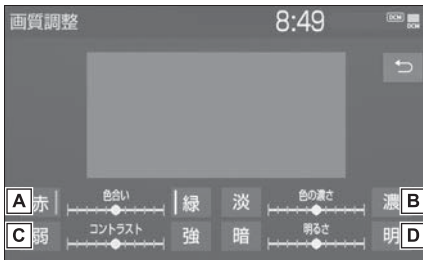 画質調整 8:49 DCM DCM
A 赤 色合い 緑 淡 色の濃さ 濃 B
C 弱 コントラスト 強 暗 明るさ 明 D